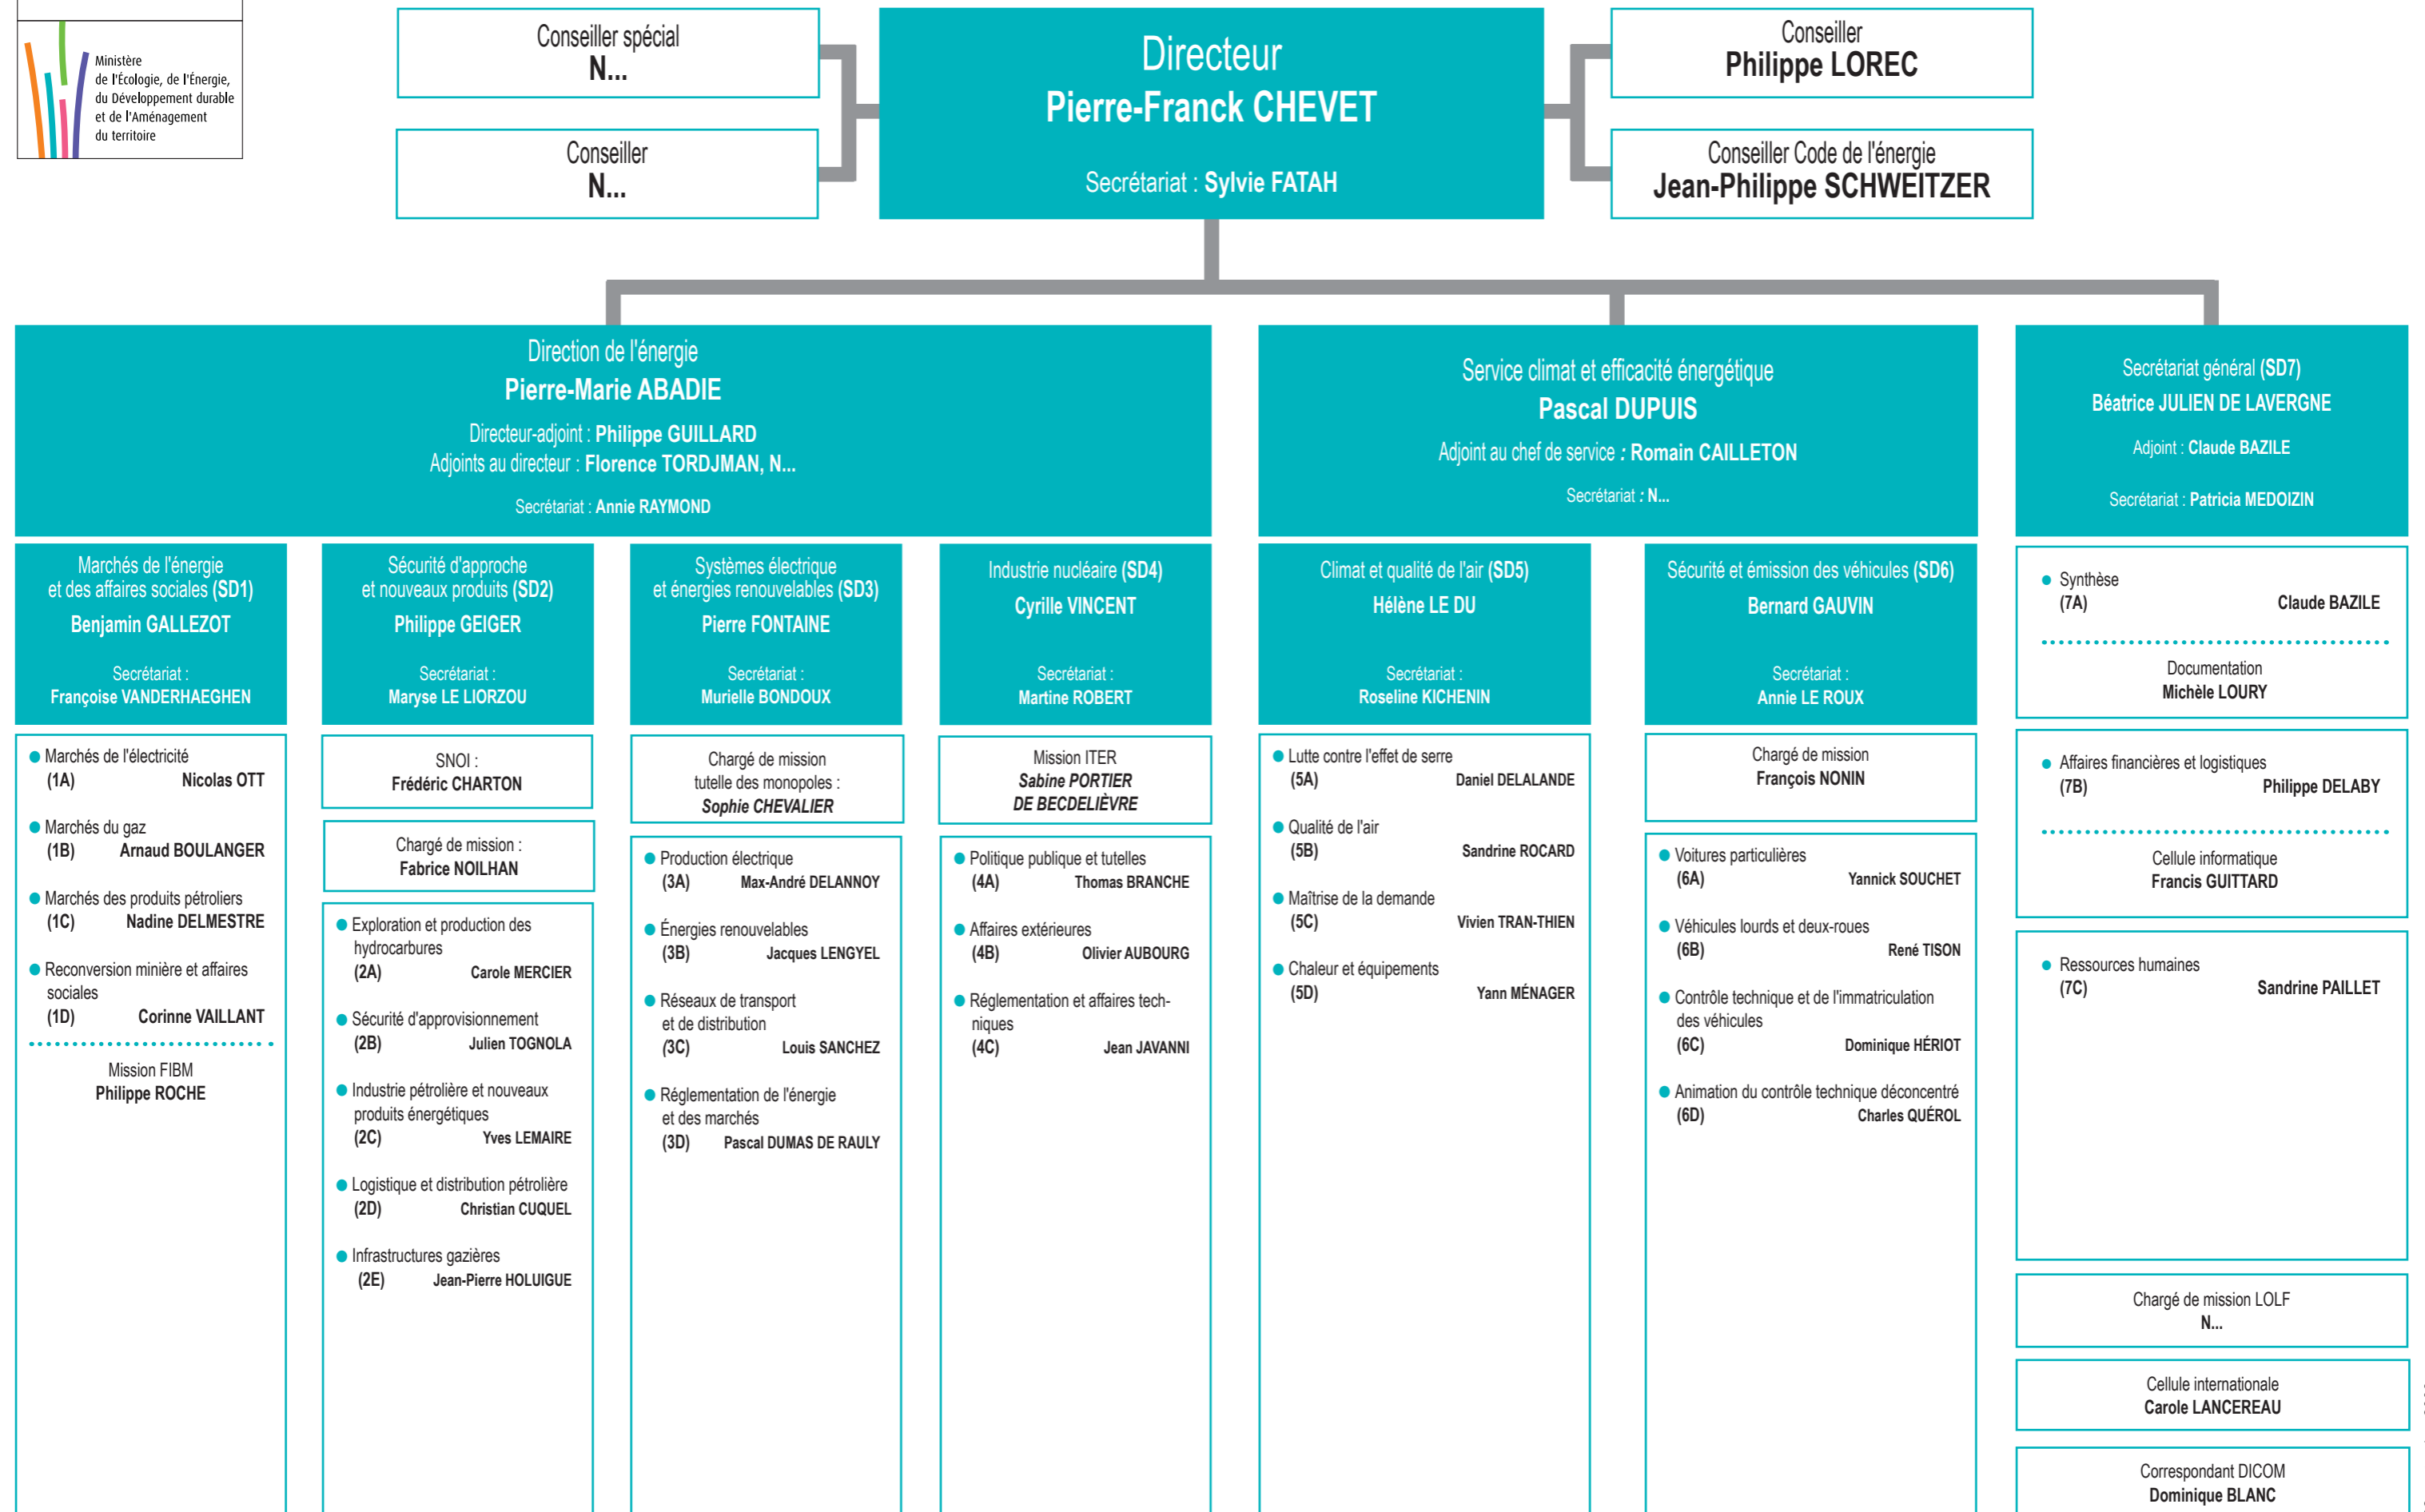 Ministère
de l'Écologie, de l'Énergie,
du Développement durable
et de l'Aménagement
du territoire
Conseiller spécial
N...
Conseiller
N...
Directeur
Pierre-Franck CHEVET
Secrétariat : Sylvie FATAH
Conseiller
Philippe LOREC
Conseiller Code de l'énergie
Jean-Philippe SCHWEITZER
Direction de l'énergie
Pierre-Marie ABADIE
Directeur-adjoint : Philippe GUILLARD
Adjoints au directeur : Florence TORDJMAN, N...
Secrétariat : Annie RAYMOND
Service climat et efficacité énergétique
Pascal DUPUIS
Adjoint au chef de service : Romain CAILLETON
Secrétariat : N...
Secrétariat général (SD7)
Béatrice JULIEN DE LAVERGNE
Adjoint : Claude BAZILE
Secrétariat : Patricia MEDOIZIN
Marchés de l'énergie
et des affaires sociales (SD1)
Benjamin GALLEZOT
Secrétariat :
Françoise VANDERHAEGHEN
● Marchés de l'électricité
(1A) Nicolas OTT
● Marchés du gaz
(1B) Arnaud BOULANGER
● Marchés des produits pétroliers
(1C) Nadine DELMESTRE
● Reconversion minière et affaires
sociales
(1D) Corinne VAILLANT
Mission FIBM
Philippe ROCHE
Sécurité d'approche
et nouveaux produits (SD2)
Philippe GEIGER
Secrétariat :
Maryse LE LIORZOU
SNOI :
Frédéric CHARTON
Chargé de mission :
Fabrice NOILHAN
● Exploration et production des
hydrocarbures
(2A) Carole MERCIER
● Sécurité d'approvisionnement
(2B) Julien TOGNOLA
● Industrie pétrolière et nouveaux
produits énergétiques
(2C) Yves LEMAIRE
● Logistique et distribution pétrolière
(2D) Christian CUQUEL
● Infrastructures gazières
(2E) Jean-Pierre HOLUIGUE
Systèmes électrique
et énergies renouvelables (SD3)
Pierre FONTAINE
Secrétariat :
Murielle BONDOUX
Chargé de mission
tutelle des monopoles :
Sophie CHEVALIER
● Production électrique
(3A) Max-André DELANNOY
● Énergies renouvelables
(3B) Jacques LENGYEL
● Réseaux de transport
et de distribution
(3C) Louis SANCHEZ
● Réglementation de l'énergie
et des marchés
(3D) Pascal DUMAS DE RAULY
Industrie nucléaire (SD4)
Cyrille VINCENT
Secrétariat :
Martine ROBERT
Mission ITER
Sabine PORTIER
DE BECDELIÈVRE
● Politique publique et tutelles
(4A) Thomas BRANCHE
● Affaires extérieures
(4B) Olivier AUBOURG
● Réglementation et affaires tech-
niques
(4C) Jean JAVANNI
Climat et qualité de l'air (SD5)
Hélène LE DU
Secrétariat :
Roseline KICHENIN
● Lutte contre l'effet de serre
(5A) Daniel DELALANDE
● Qualité de l'air
(5B) Sandrine ROCARD
● Maîtrise de la demande
(5C) Vivien TRAN-THIEN
● Chaleur et équipements
(5D) Yann MÉNAGER
Sécurité et émission des véhicules (SD6)
Bernard GAUVIN
Secrétariat :
Annie LE ROUX
Chargé de mission
François NONIN
● Voitures particulières
(6A) Yannick SOUCHET
● Véhicules lourds et deux-roues
(6B) René TISON
● Contrôle technique et de l'immatriculation
des véhicules
(6C) Dominique HÉRIOT
● Animation du contrôle technique déconcentré
(6D) Charles QUÉROL
● Synthèse
(7A) Claude BAZILE
Documentation
Michèle LOURY
● Affaires financières et logistiques
(7B) Philippe DELABY
Cellule informatique
Francis GUITTARD
● Ressources humaines
(7C) Sandrine PAILLET
Chargé de mission LOLF
N...
Cellule internationale
Carole LANCEREAU
Correspondant DICOM
Dominique BLANC